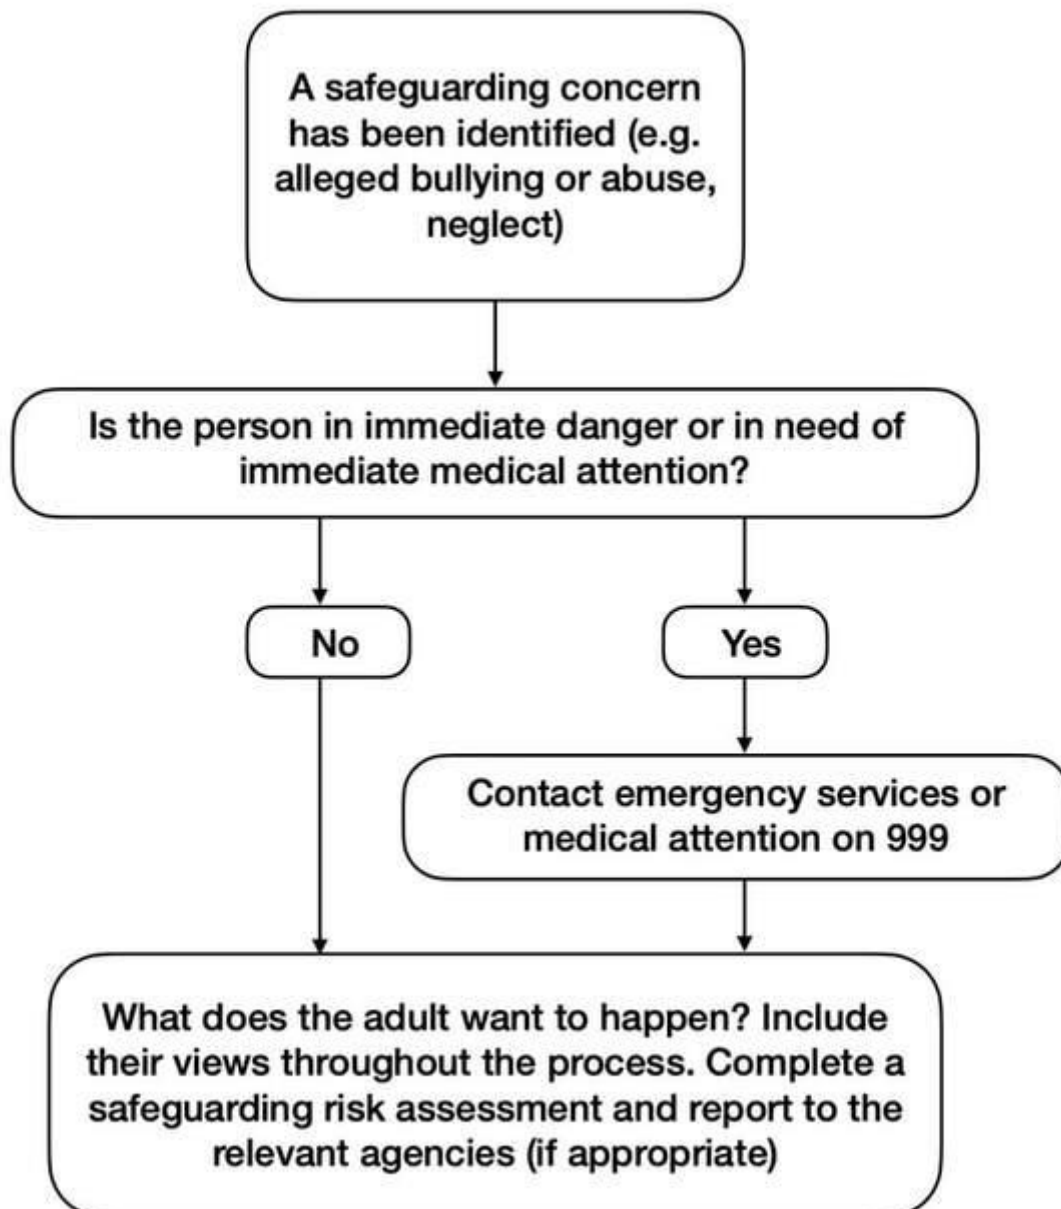 A safeguarding concern
has been identified (e.g.
alleged bullying or abuse,
neglect)
Is the person in immediate danger or in need of
immediate medical attention?
No
Yes
Contact emergency services or
medical attention on 999
What does the adult want to happen? Include
their views throughout the process. Complete a
safeguarding risk assessment and report to the
relevant agencies (if appropriate)